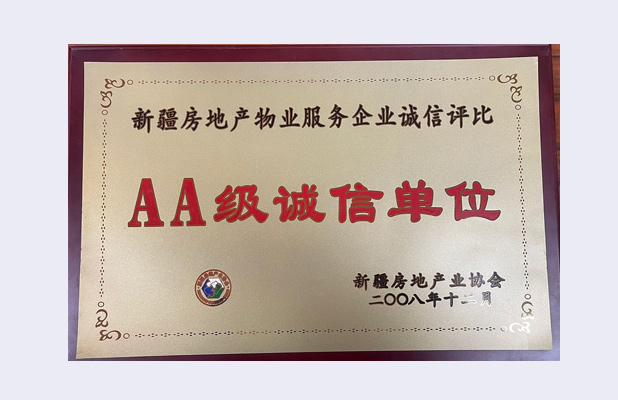 新疆房地产物业服务企业诚信评比
AA级诚信单位
新疆房地产业协会
二〇〇八年十二月